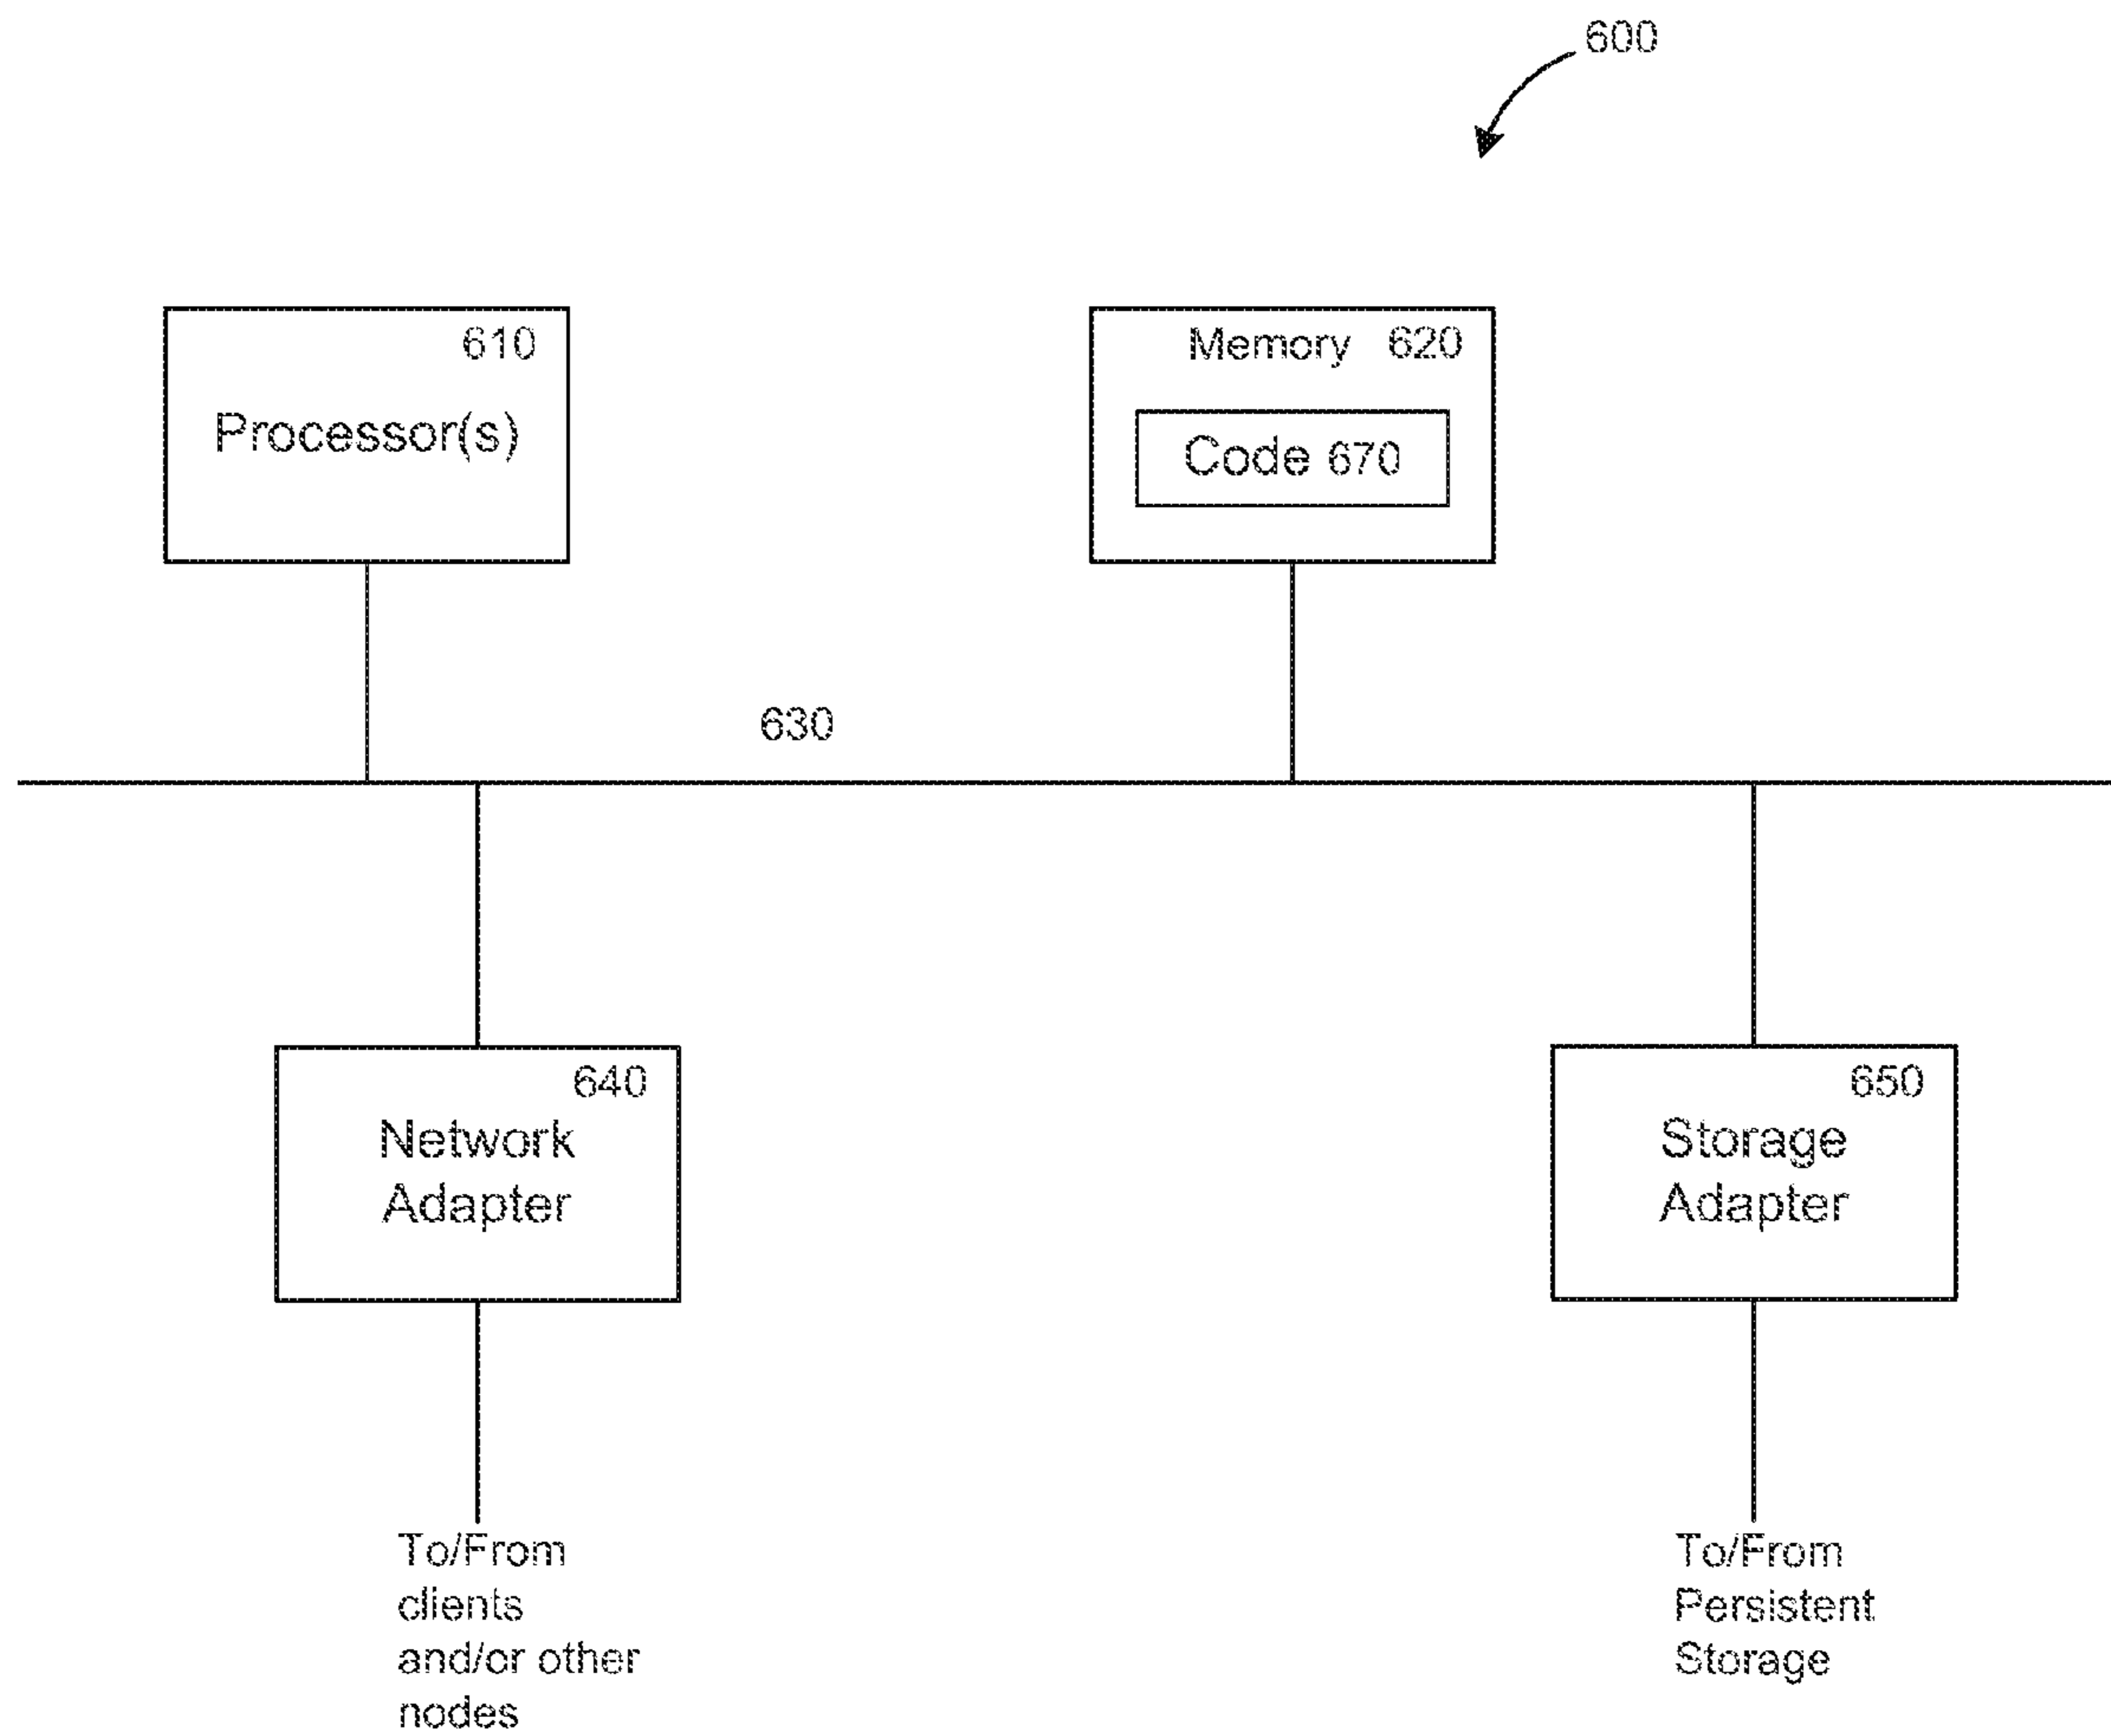 600
610
Processor(s)
Memory 620
Code 670
630
640
Network
Adapter
650
Storage
Adapter
To/From
clients
and/or other
nodes
To/From
Persistent
Storage